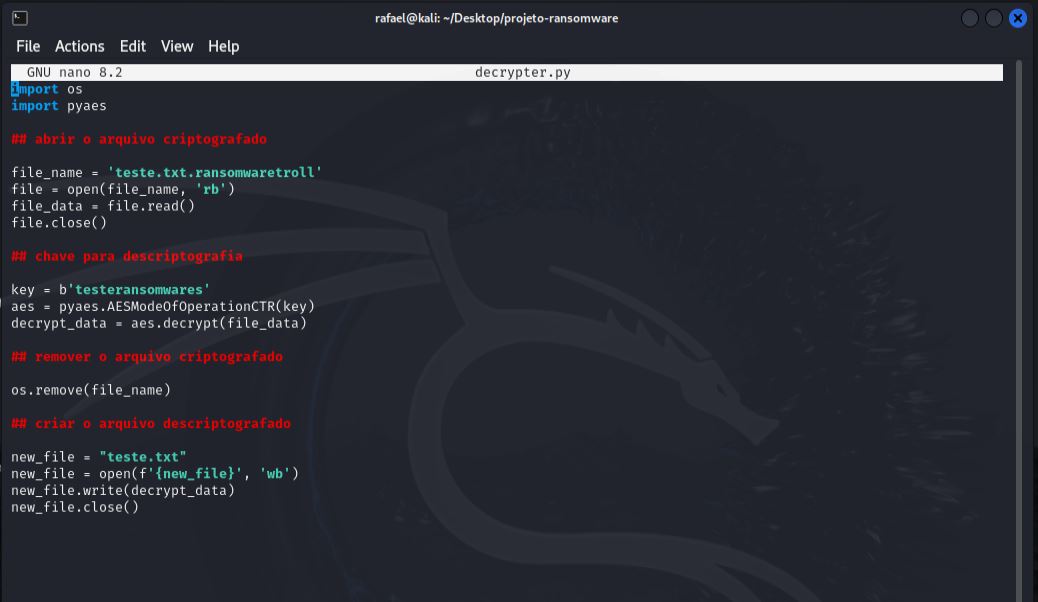 rafael@kali: ~/Desktop/projeto-ransomware
File Actions Edit View Help
GNU nano 8.2 decrypter.py
import os
import pyaes
## abrir o arquivo criptografado
file_name = 'teste.txt.ransomwaretroll'
file = open(file_name, 'rb')
file_data = file.read()
file.close()
## chave para descriptografia
key = b'testeransomwares'
aes = pyaes.AESModeOfOperationCTR(key)
decrypt_data = aes.decrypt(file_data)
## remover o arquivo criptografado
os.remove(file_name)
## criar o arquivo descriptografado
new_file = "teste.txt"
new_file = open(f'{new_file}', 'wb')
new_file.write(decrypt_data)
new_file.close()